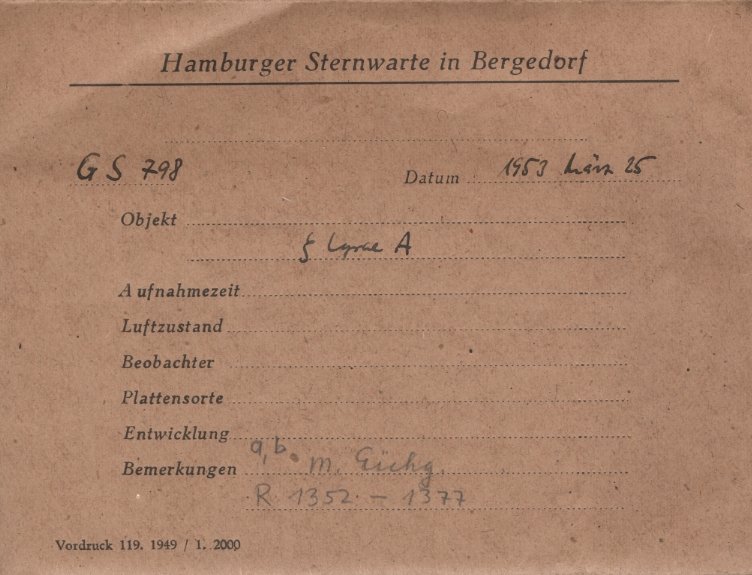 Hamburger Sternwarte in Bergedorf
GS 798 Datum 1953 März 25
Objekt
ζ Lyrae A
Aufnahmezeit
Luftzustand
Beobachter
Plattensorte
Entwicklung
Bemerkungen a, b. m. Eichg
R 1352 – 1377
Vordruck 119. 1949 / 1. 2000